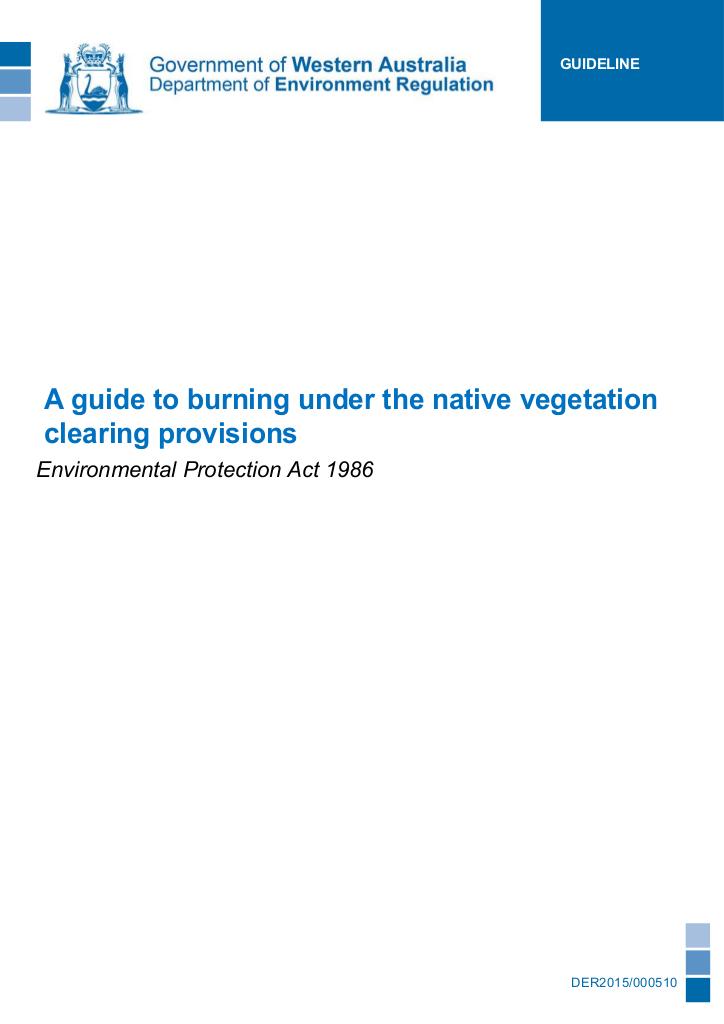 Government of Western Australia
Department of Environment Regulation
GUIDELINE
A guide to burning under the native vegetation
clearing provisions
Environmental Protection Act 1986
DER2015/000510